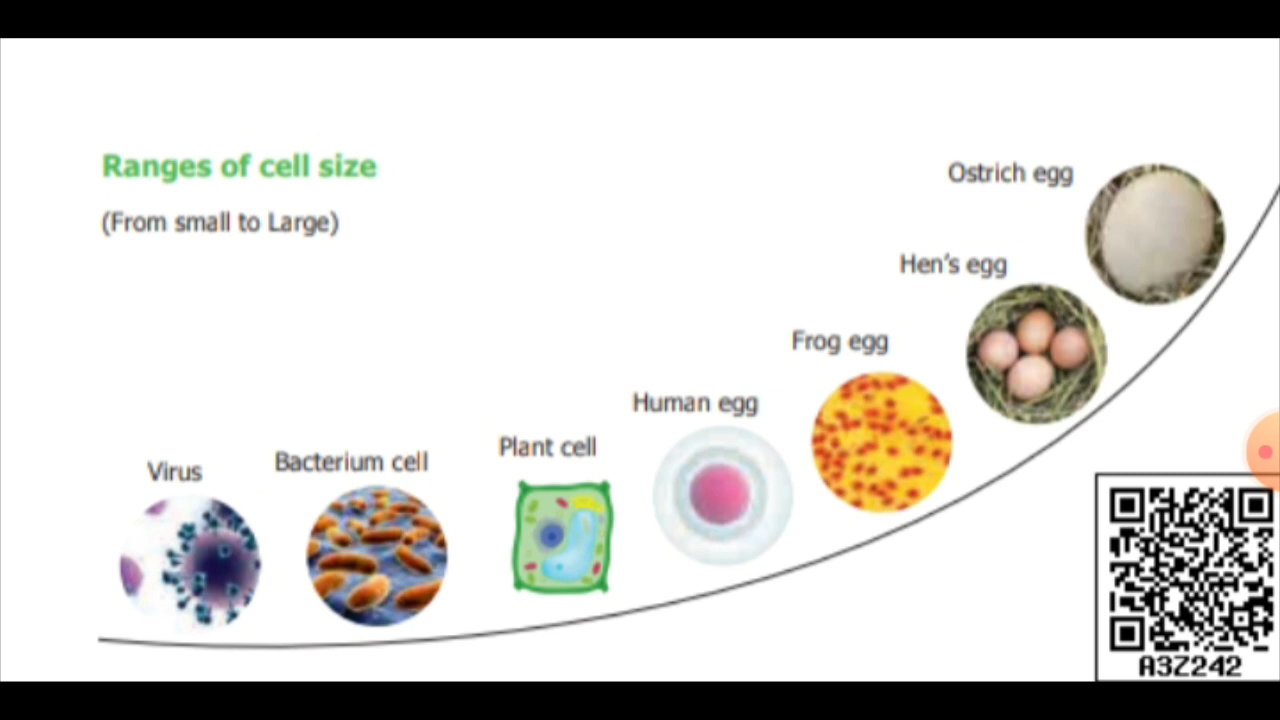 Ranges of cell size
(From small to Large)
Ostrich egg
Hen’s egg
Frog egg
Human egg
Plant cell
Bacterium cell
Virus
A3Z242